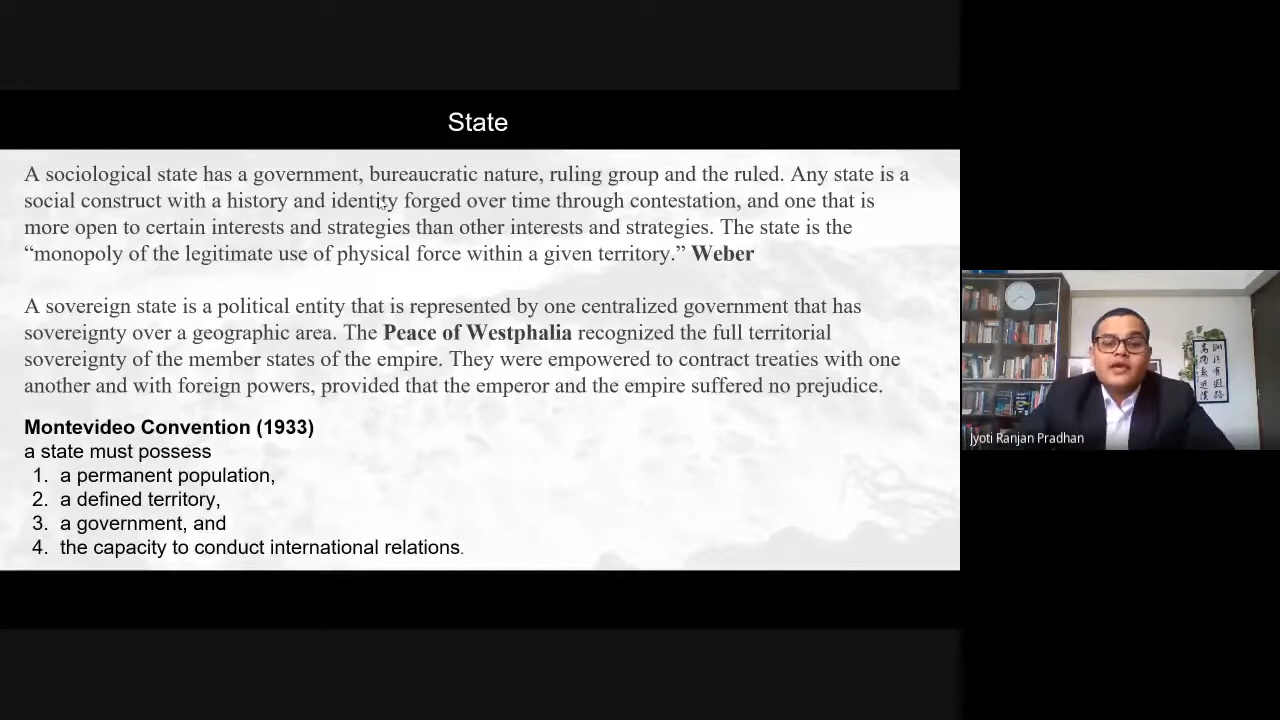 State
A sociological state has a government, bureaucratic nature, ruling group and the ruled. Any state is a
social construct with a history and identity forged over time through contestation, and one that is
more open to certain interests and strategies than other interests and strategies. The state is the
“monopoly of the legitimate use of physical force within a given territory.” Weber
A sovereign state is a political entity that is represented by one centralized government that has
sovereignty over a geographic area. The Peace of Westphalia recognized the full territorial
sovereignty of the member states of the empire. They were empowered to contract treaties with one
another and with foreign powers, provided that the emperor and the empire suffered no prejudice.
Montevideo Convention (1933)
a state must possess
1. a permanent population,
2. a defined territory,
3. a government, and
4. the capacity to conduct international relations.
Jyoti Ranjan Pradhan